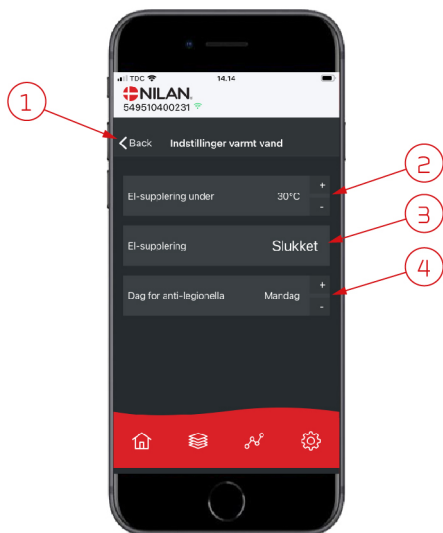 TDC 14.14
NILAN
549510400231
Back Indstillinger varmt vand
El-supplering under 30°C + -
El-supplering Slukket
Dag for anti-legionella Mandag + -
1
2
3
4